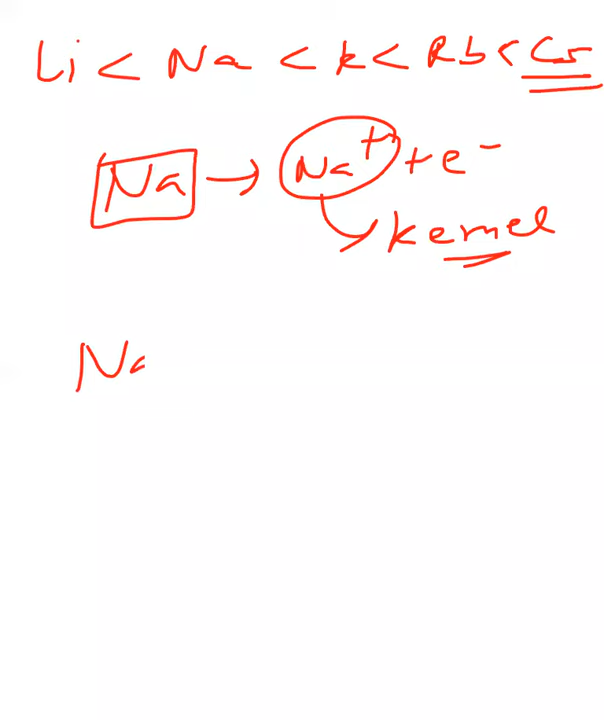 Li < Na < K < Rb < Cs
Na → Na⁺ + e⁻
kernel
Na